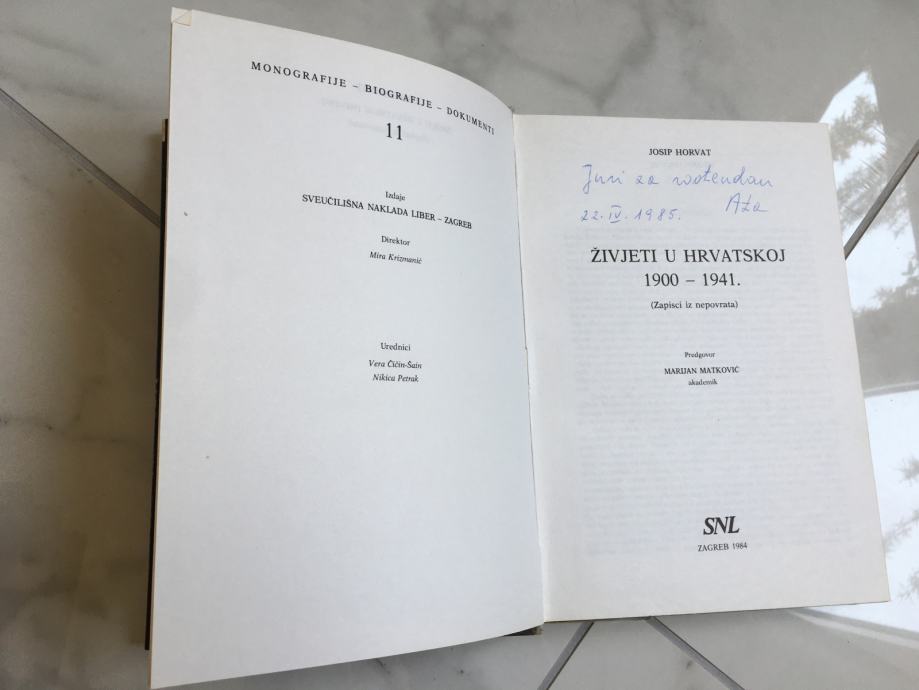 MONOGRAFIJE – BIOGRAFIJE – DOKUMENTI
11
Izdaje
SVEUČILIŠNA NAKLADA LIBER – ZAGREB
Direktor
Mira Krizmanić
Urednici
Vera Čičin-Šain
Nikica Petrak
JOSIP HORVAT
Juri za rođendan
22. IV. 1985. Aţa
ŽIVJETI U HRVATSKOJ
1900 – 1941.
(Zapisci iz nepovrata)
Predgovor
MARIJAN MATKOVIĆ
akademik
SNL
ZAGREB 1984